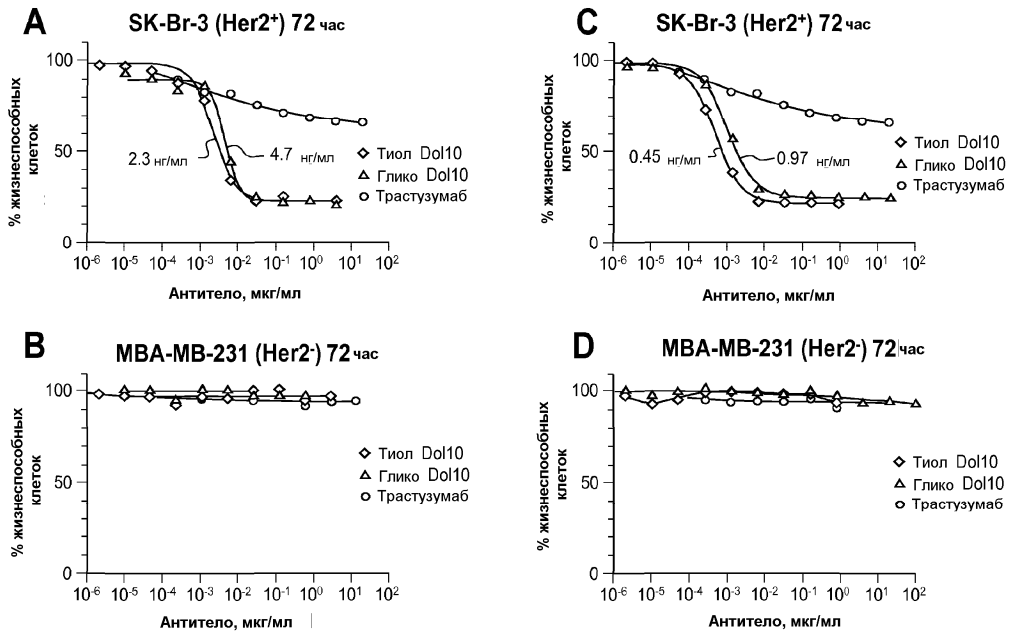 A
SK-Br-3 (Her2⁺) 72 час
% жизнеспособных
клеток
100
50
0
2.3 нг/мл
4.7 нг/мл
Тиол Dol10
Глико Dol10
Трастузумаб
10⁻⁶ 10⁻⁵ 10⁻⁴ 10⁻³ 10⁻² 10⁻¹ 10⁰ 10¹ 10²
Антитело, мкг/мл
C
SK-Br-3 (Her2⁺) 72 час
% жизнеспособных
клеток
100
50
0
0.45 нг/мл
0.97 нг/мл
Тиол Dol10
Глико Dol10
Трастузумаб
10⁻⁶ 10⁻⁵ 10⁻⁴ 10⁻³ 10⁻² 10⁻¹ 10⁰ 10¹ 10²
Антитело, мкг/мл
B
MBA-MB-231 (Her2⁻) 72 час
% жизнеспособных
клеток
100
50
0
Тиол Dol10
Глико Dol10
Трастузумаб
10⁻⁶ 10⁻⁵ 10⁻⁴ 10⁻³ 10⁻² 10⁻¹ 10⁰ 10¹ 10²
Антитело, мкг/мл
D
MBA-MB-231 (Her2⁻) 72 час
% жизнеспособных
клеток
100
50
0
Тиол Dol10
Глико Dol10
Трастузумаб
10⁻⁶ 10⁻⁵ 10⁻⁴ 10⁻³ 10⁻² 10⁻¹ 10⁰ 10¹ 10²
Антитело, мкг/мл